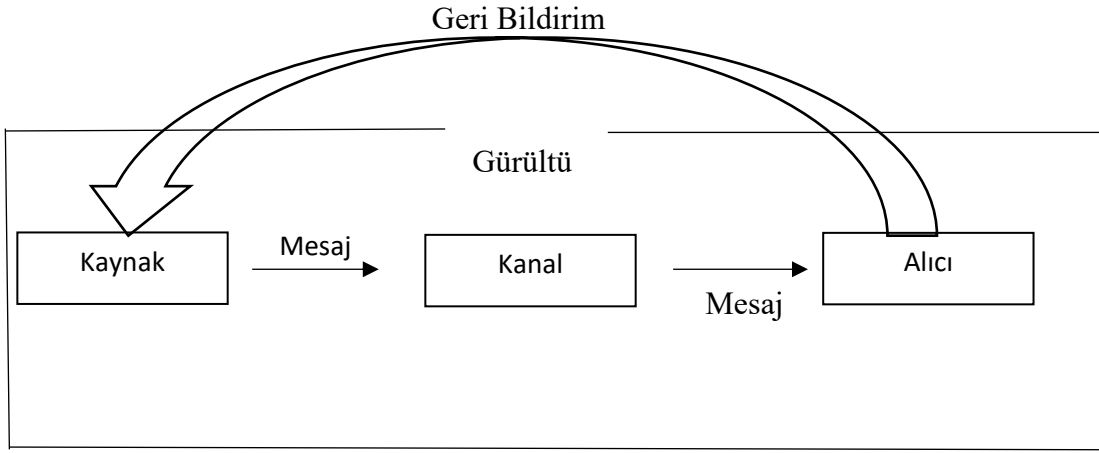 Geri Bildirim
Gürültü
Kaynak
Mesaj
Kanal
Mesaj
Alıcı